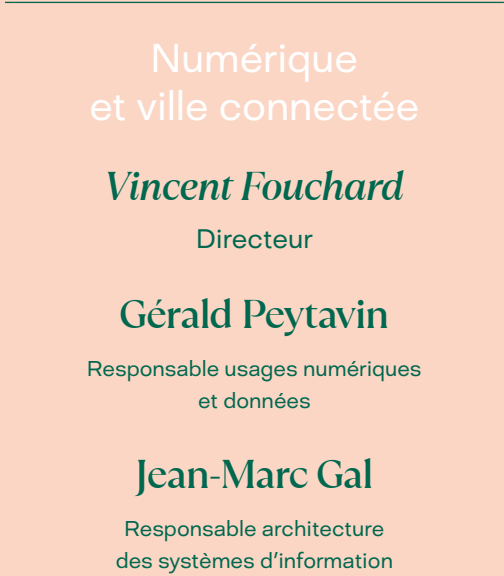 Numérique
et ville connectée
Vincent Fouchard
Directeur
Gérald Peytavin
Responsable usages numériques
et données
Jean-Marc Gal
Responsable architecture
des systèmes d’information